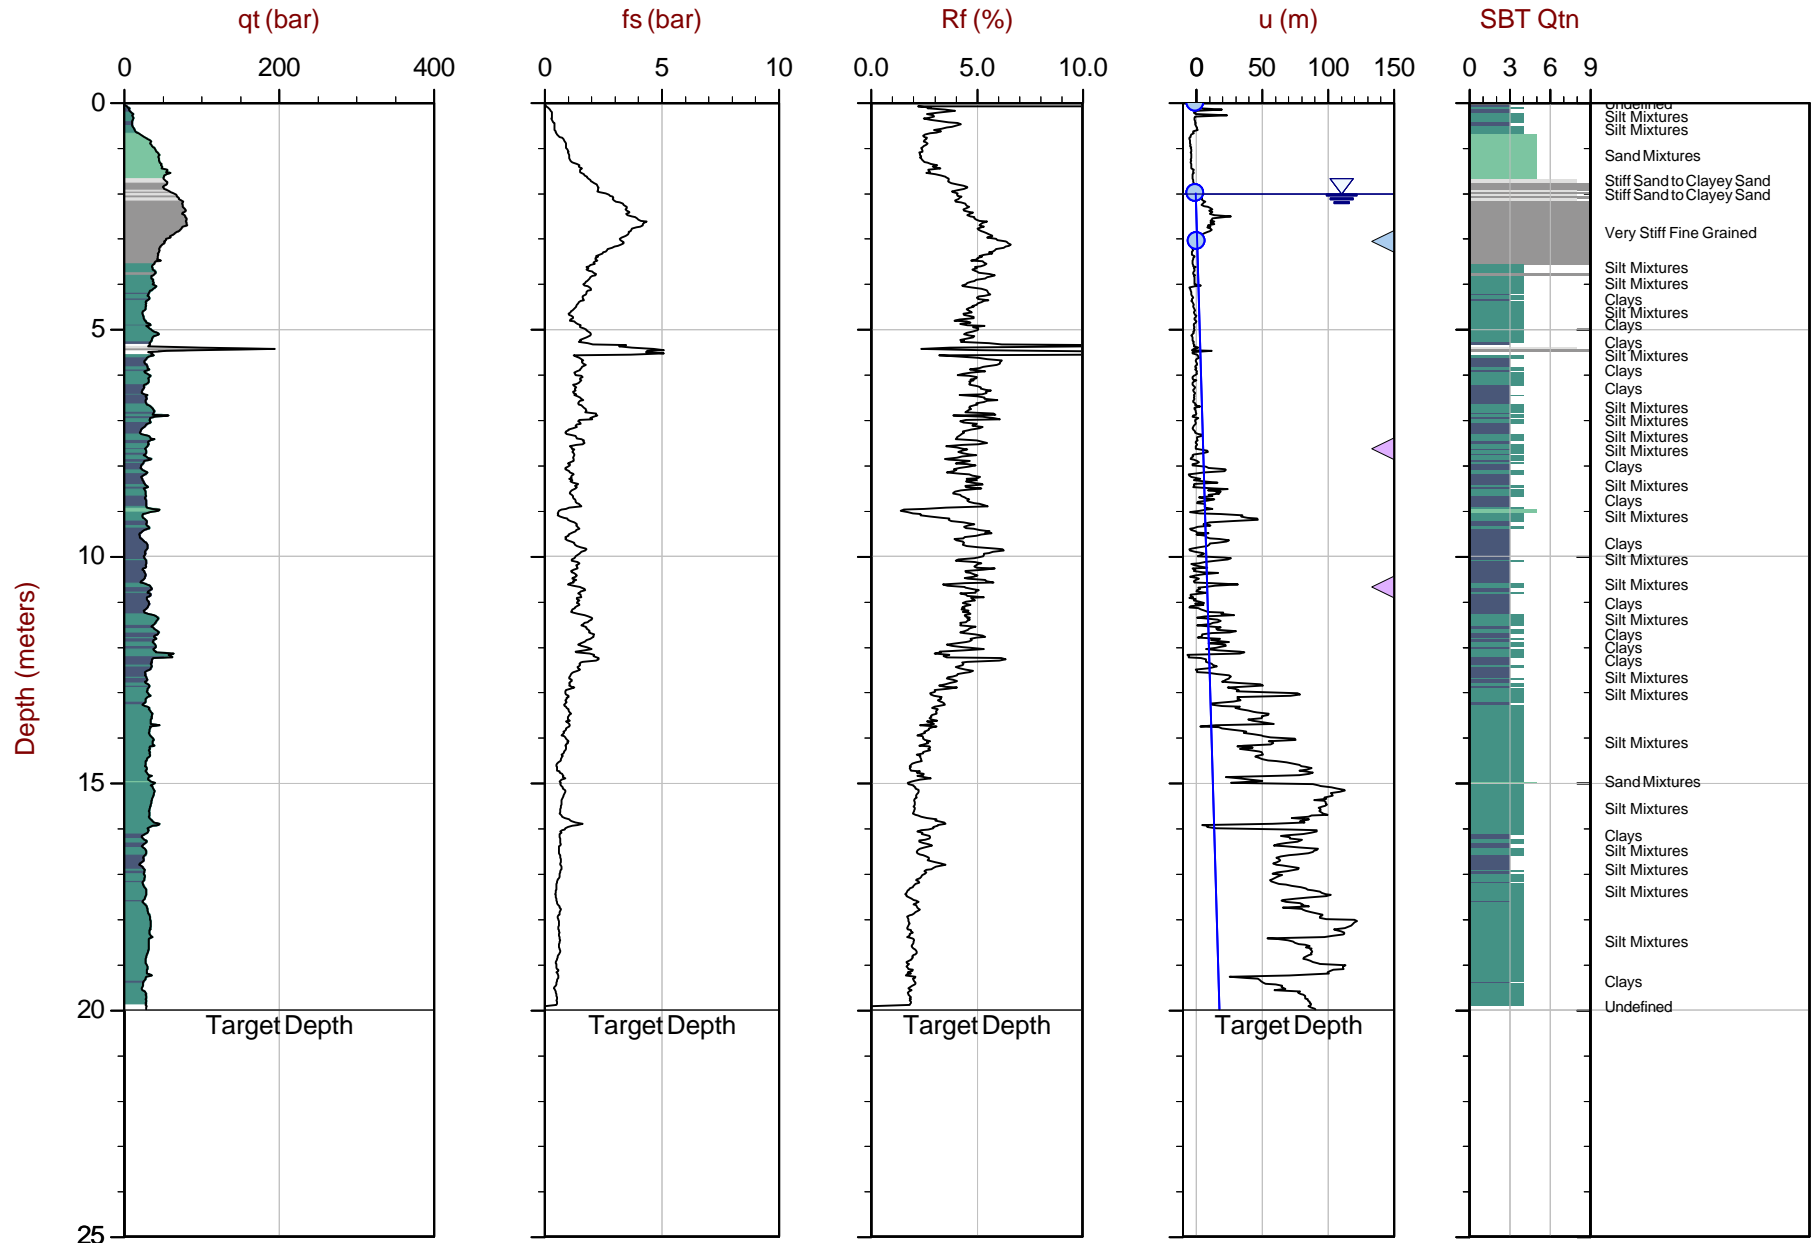 qt (bar) fs (bar) Rf (%) u (m) SBT Qtn
0 200 400 0 5 10 0.0 5.0 10.0 0 50 100 150 0 3 6 9
0
Undefined
Silt Mixtures
Silt Mixtures
Sand Mixtures
Stiff Sand to Clayey Sand
Stiff Sand to Clayey Sand
Very Stiff Fine Grained
Silt Mixtures
Silt Mixtures
Clays
Silt Mixtures
Clays
5
Clays
Silt Mixtures
Clays
Clays
Silt Mixtures
Silt Mixtures
Silt Mixtures
Silt Mixtures
Clays
Silt Mixtures
Clays
Silt Mixtures
Clays
10
Silt Mixtures
Silt Mixtures
Clays
Silt Mixtures
Clays
Clays
Clays
Silt Mixtures
Silt Mixtures
Silt Mixtures
Sand Mixtures
15
Silt Mixtures
Clays
Silt Mixtures
Silt Mixtures
Silt Mixtures
Silt Mixtures
Clays
Undefined
20
Target Depth Target Depth Target Depth Target Depth
25
Depth (meters)